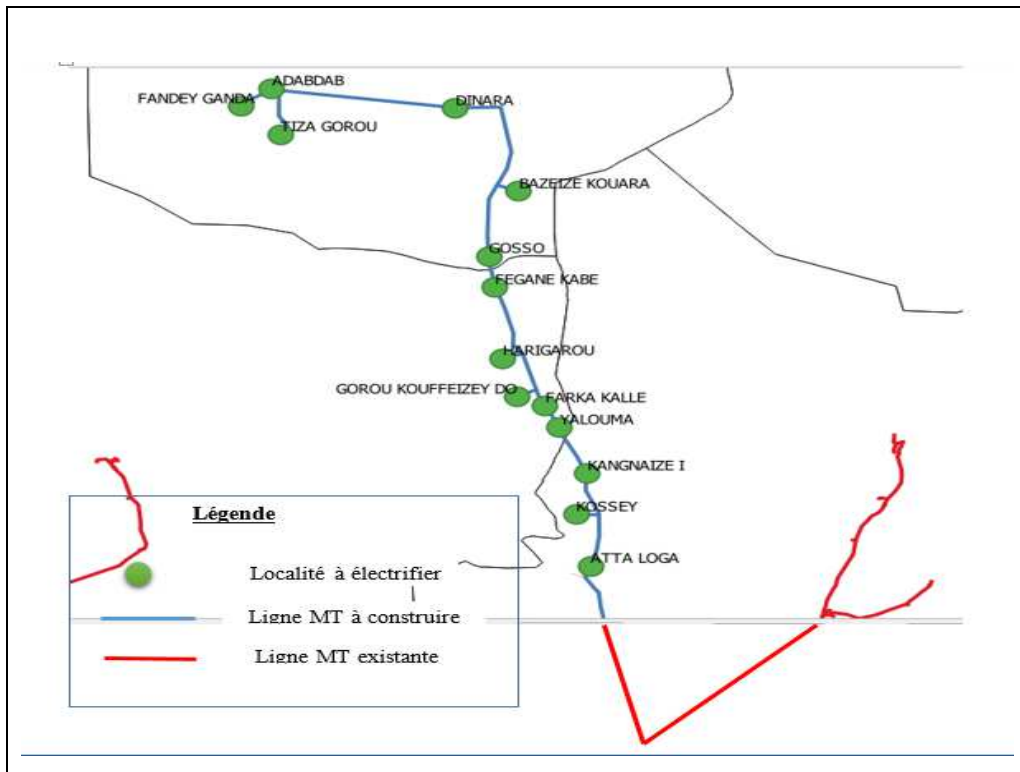 ADABDAB
FANDEY GANDA
DINARA
TIZA GOROU
BAZEIZE KOUARA
GOSSO
FEGANE KABE
HARIGAROU
GOROU KOUFFEIZEY DO
FARKA KALLE
YALOUMA
KANGNAIZE I
KOSSEY
ATTA LOGA
Légende
Localité à électrifier
Ligne MT à construire
Ligne MT existante